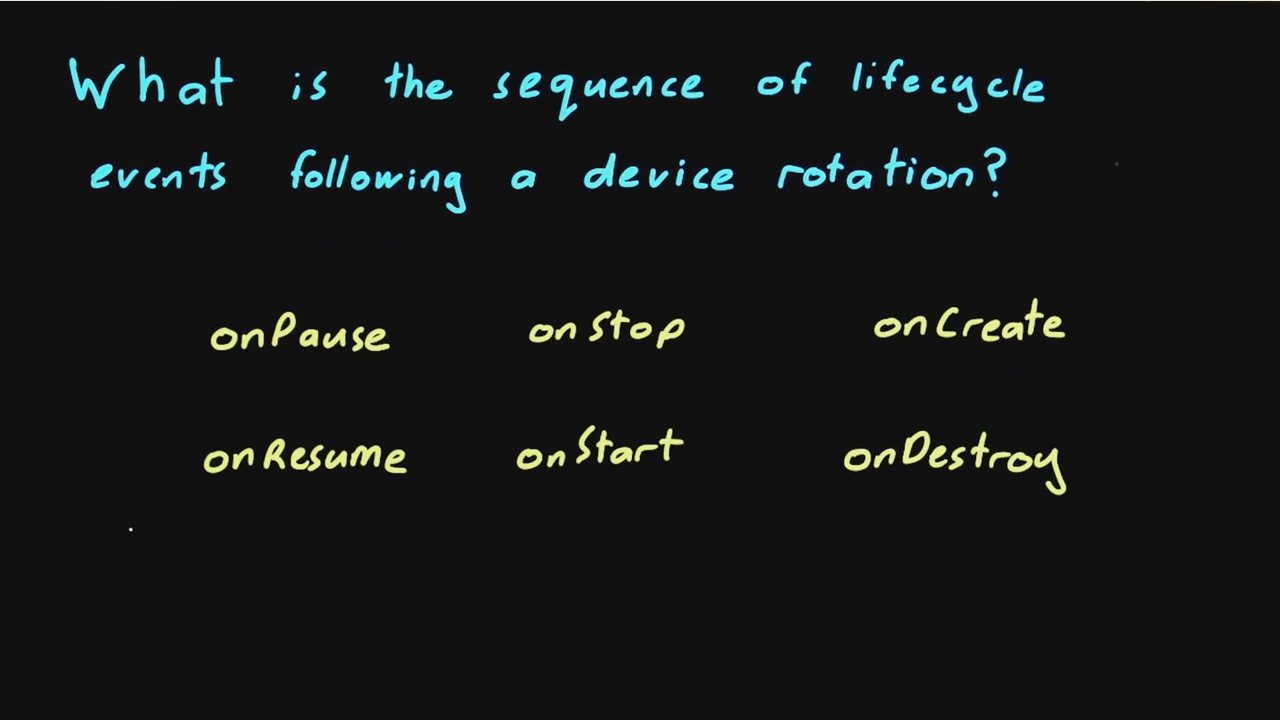 What is the sequence of lifecycle
events following a device rotation?
onPause onStop onCreate
onResume onStart onDestroy